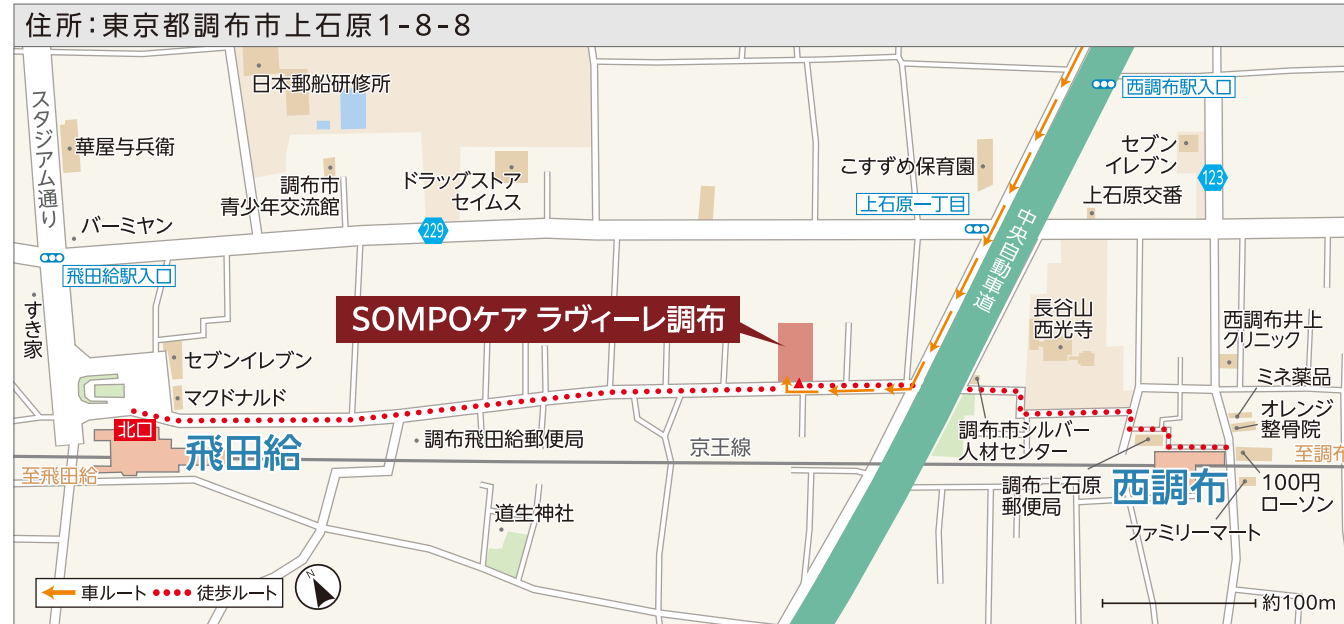 住所：東京都調布市上石原1-8-8
スタジアム通り
日本郵船研修所
華屋与兵衛
調布市
青少年交流館
ドラッグストア
セイムス
バーミヤン
229
飛田給駅入口
すき家
セブンイレブン
マクドナルド
SOMPOケア ラヴィーレ調布
西調布駅入口
セブン
イレブン
123
こすずめ保育園
上石原交番
上石原一丁目
中央自動車道
長谷山
西光寺
西調布井上
クリニック
ミネ薬品
オレンジ
整骨院
北口
飛田給
調布飛田給郵便局
京王線
調布市シルバー
人材センター
至飛田給
至調布
西調布
調布上石原
郵便局
100円
ローソン
ファミリーマート
道生神社
車ルート
徒歩ルート
N
約100m